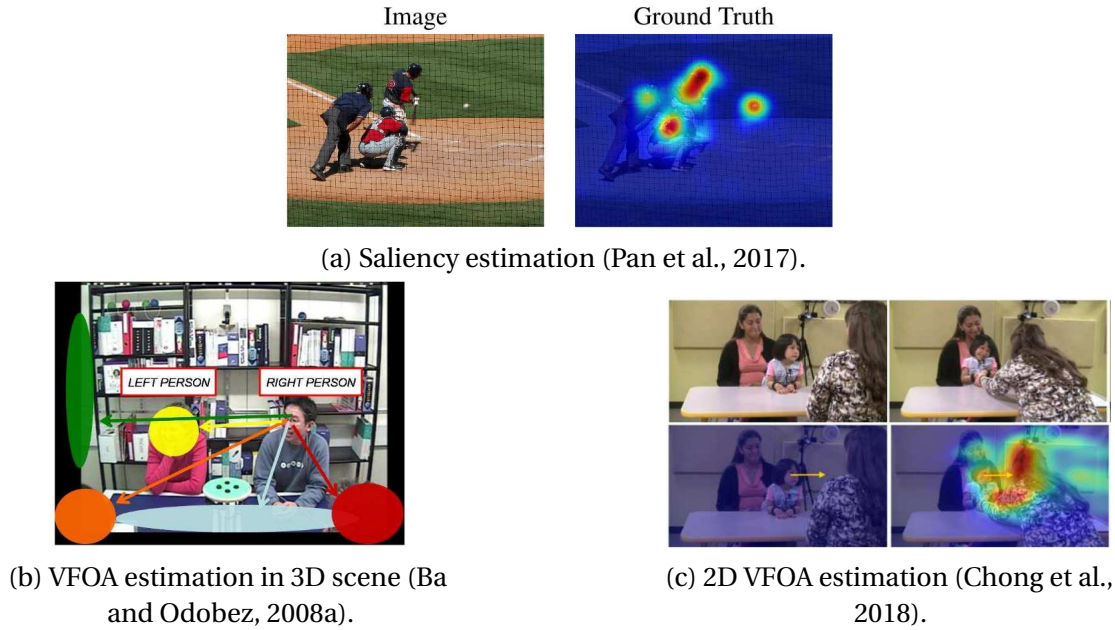 Image
Ground Truth
(a) Saliency estimation (Pan et al., 2017).
LEFT PERSON
RIGHT PERSON
(b) VFOA estimation in 3D scene (Ba
and Odobez, 2008a).
(c) 2D VFOA estimation (Chong et al.,
2018).